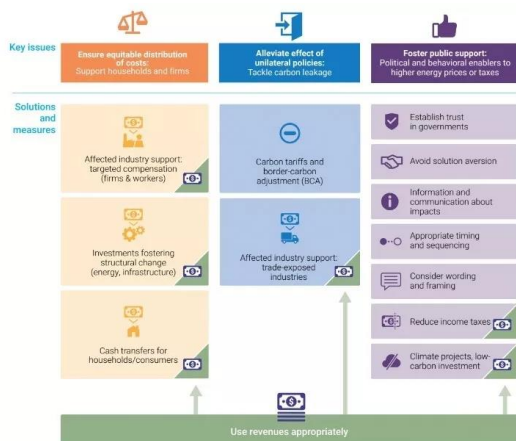 Key issues
Ensure equitable distribution
of costs:
Support households and firms
Alleviate effect of
unilateral policies:
Tackle carbon leakage
Foster public support:
Political and behavioral enablers to
higher energy prices or taxes
Solutions
and
measures
Affected industry support:
targeted compensation
(firms & workers)
Investments fostering
structural change
(energy, infrastructure)
Cash transfers for
households/consumers
Carbon tariffs and
border-carbon
adjustment (BCA)
Affected industry support:
trade-exposed
industries
Establish trust
in governments
Avoid solution aversion
Information and
communication about
impacts
Appropriate timing
and sequencing
Consider wording
and framing
Reduce income taxes
Climate projects, low-
carbon investment
Use revenues appropriately